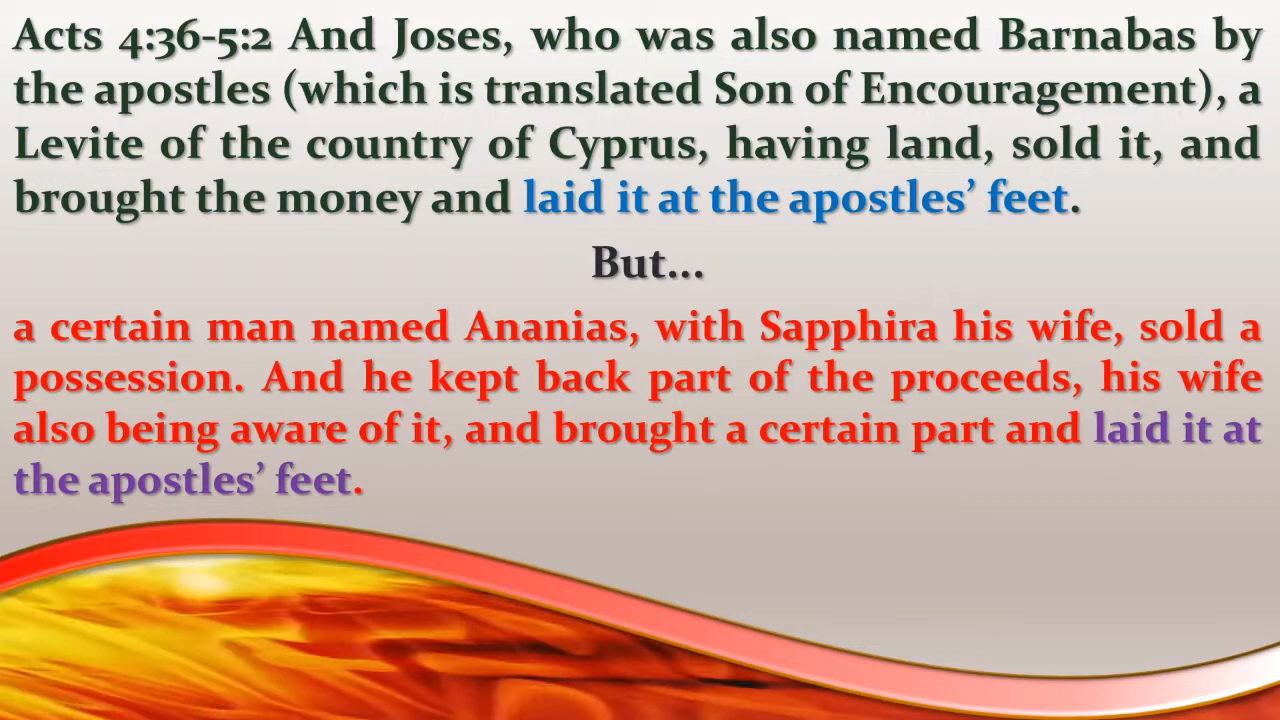 Acts 4:36-5:2 And Joses, who was also named Barnabas by
the apostles (which is translated Son of Encouragement), a
Levite of the country of Cyprus, having land, sold it, and
brought the money and laid it at the apostles’ feet.
But...
a certain man named Ananias, with Sapphira his wife, sold a
possession. And he kept back part of the proceeds, his wife
also being aware of it, and brought a certain part and laid it at
the apostles’ feet.